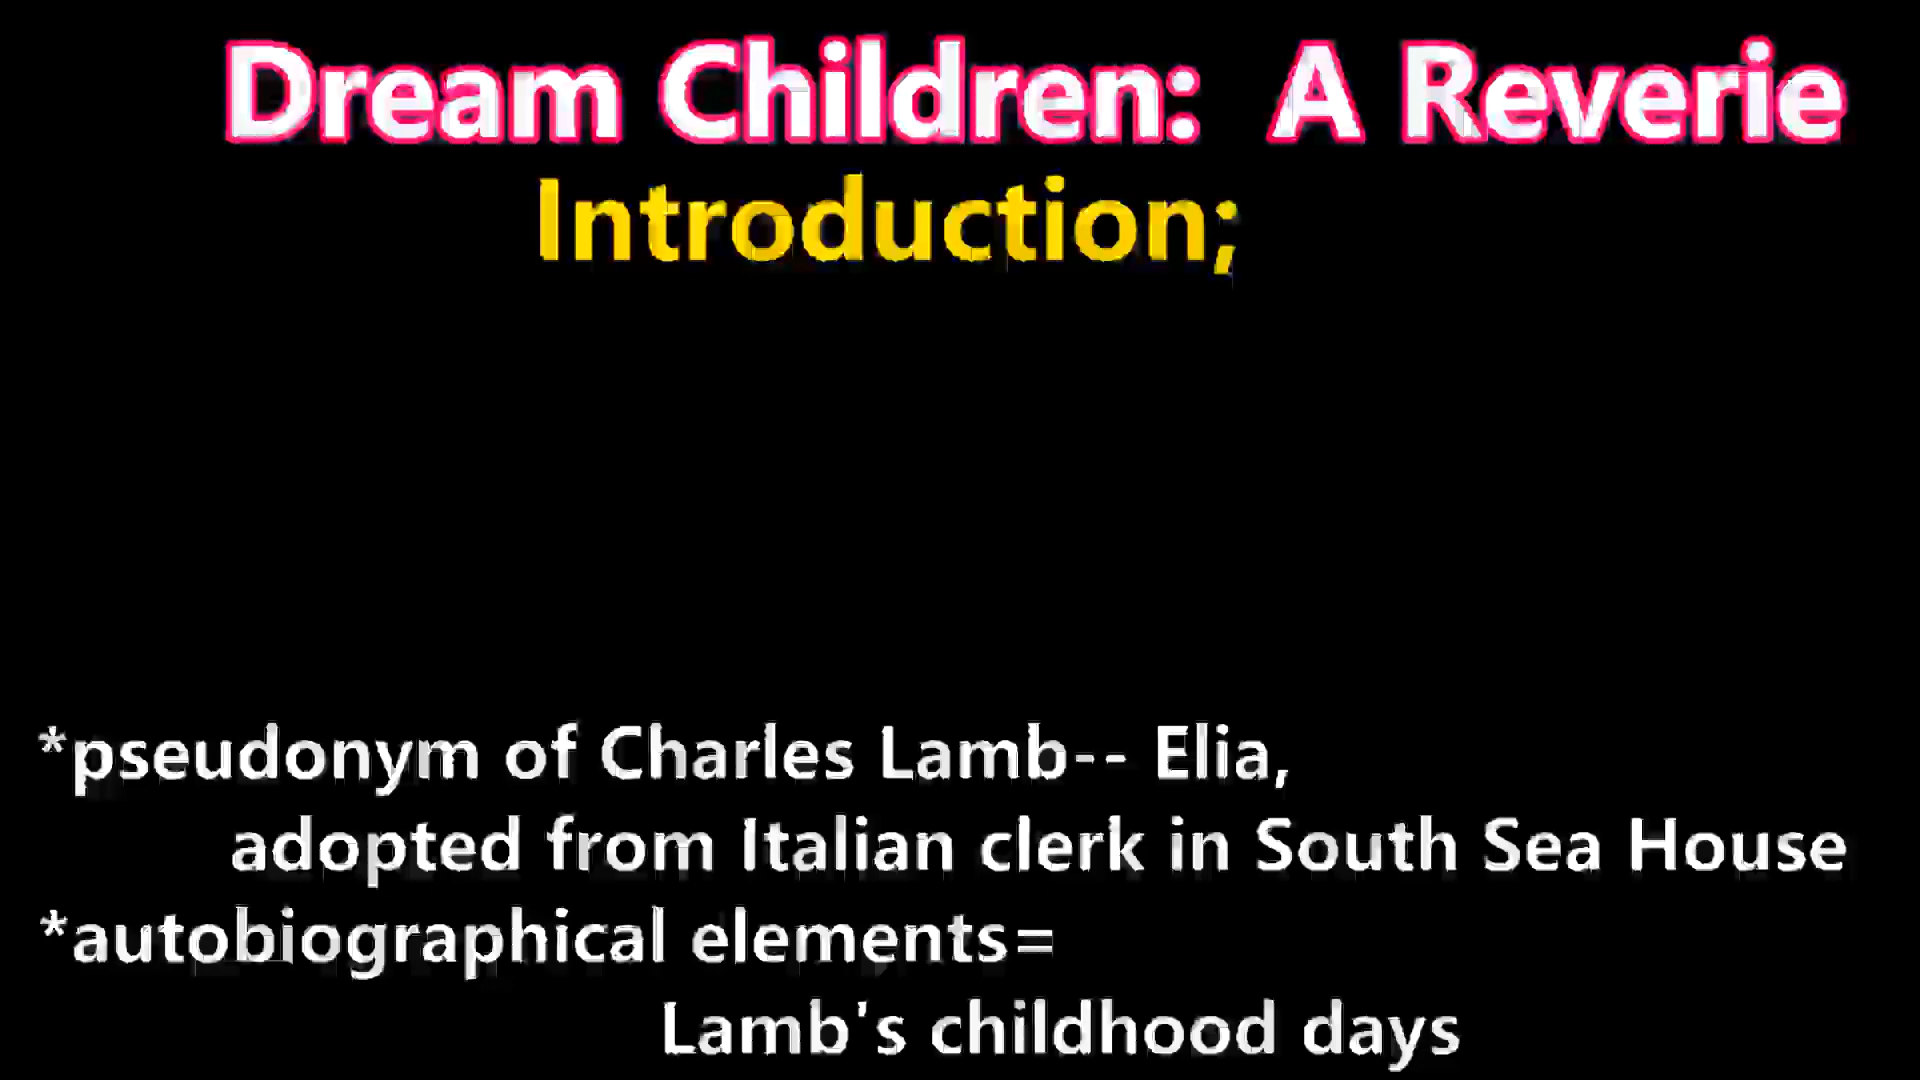 Dream Children: A Reverie
Introduction;
*pseudonym of Charles Lamb-- Elia,
adopted from Italian clerk in South Sea House
*autobiographical elements=
Lamb's childhood days